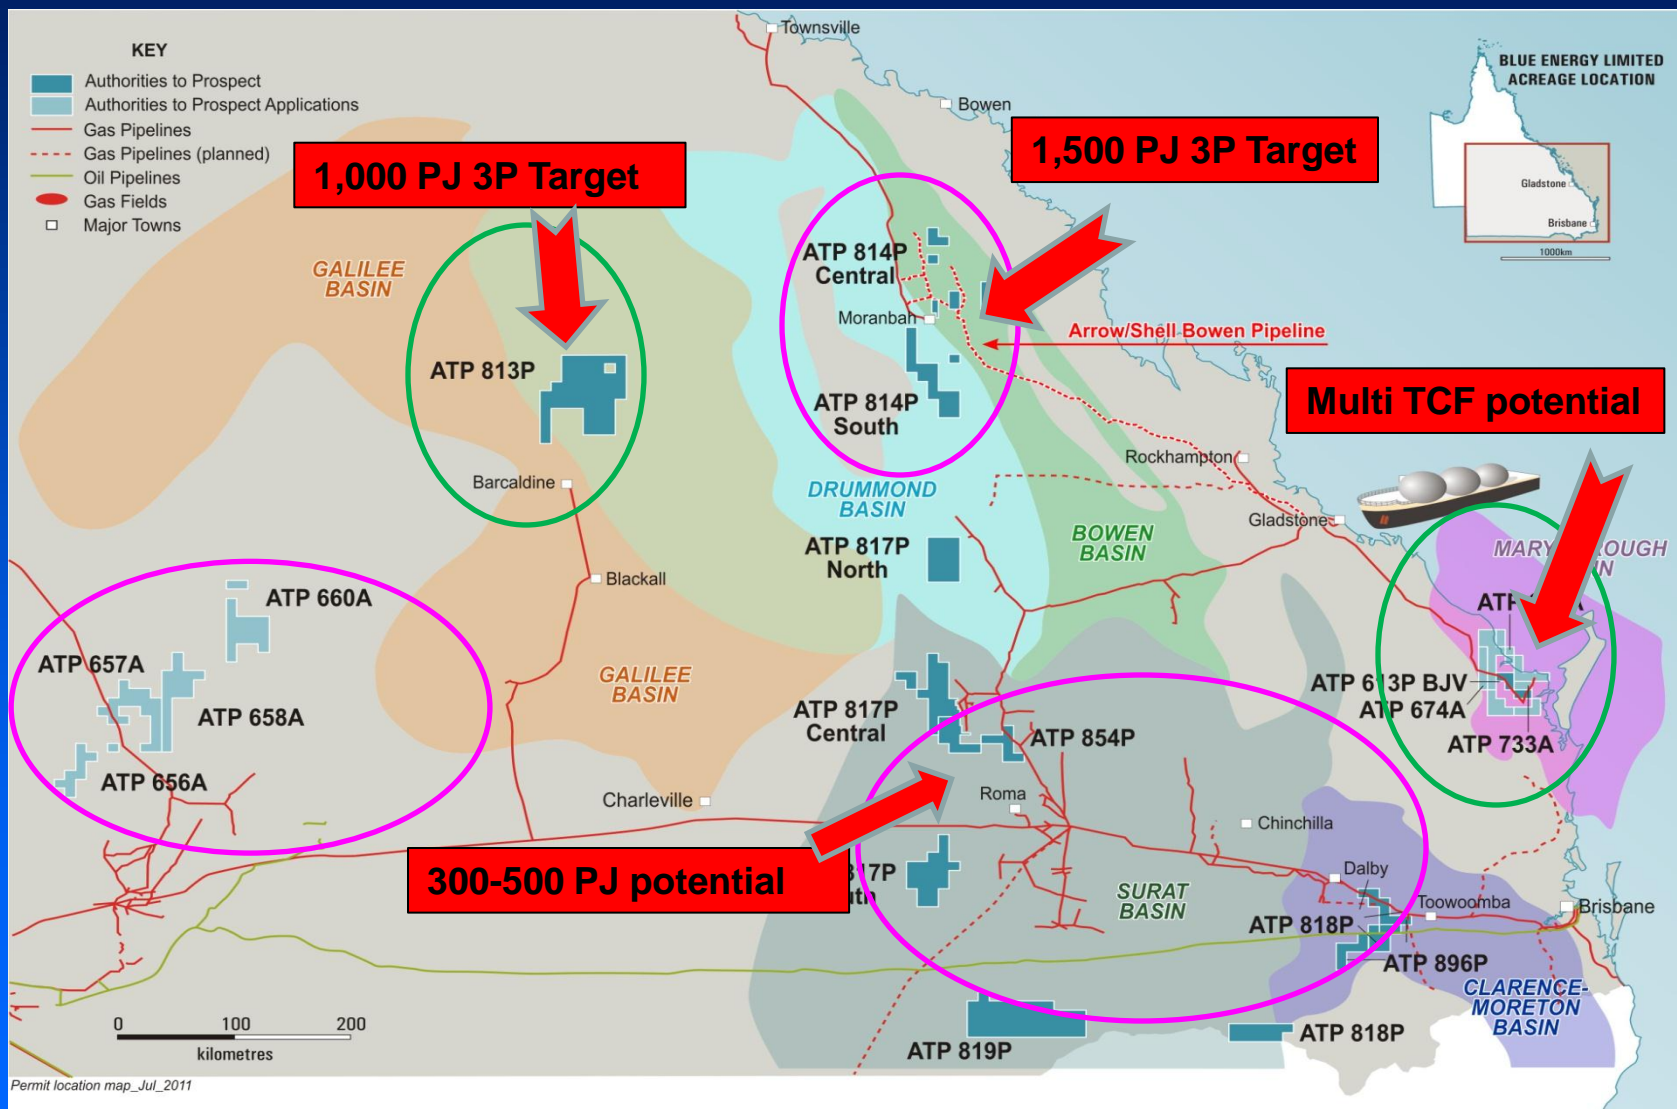 KEY
Authorities to Prospect
Authorities to Prospect Applications
Gas Pipelines
Gas Pipelines (planned)
Oil Pipelines
Gas Fields
Major Towns
Townsville
Bowen
BLUE ENERGY LIMITED
ACREAGE LOCATION
Gladstone
Brisbane
1000km
1,000 PJ 3P Target
1,500 PJ 3P Target
GALILEE
BASIN
ATP 814P
Central
Moranbah
Arrow/Shell Bowen Pipeline
ATP 813P
ATP 814P
South
Multi TCF potential
Barcaldine
Rockhampton
DRUMMOND
BASIN
Gladstone
BOWEN
BASIN
ATP 817P
North
Blackall
ATP 660A
ATP
ATP 657A
ATP 658A
ATP 656A
GALILEE
BASIN
ATP 817P
Central
ATP 854P
ATP 613P BJV
ATP 674A
ATP 733A
Charleville
Roma
Chinchilla
300-500 PJ potential
Dalby
SURAT
BASIN
Toowoomba
Brisbane
ATP 818P
ATP 896P
CLARENCE-
MORETON
BASIN
ATP 819P
ATP 818P
0 100 200
kilometres
Permit location map_Jul_2011